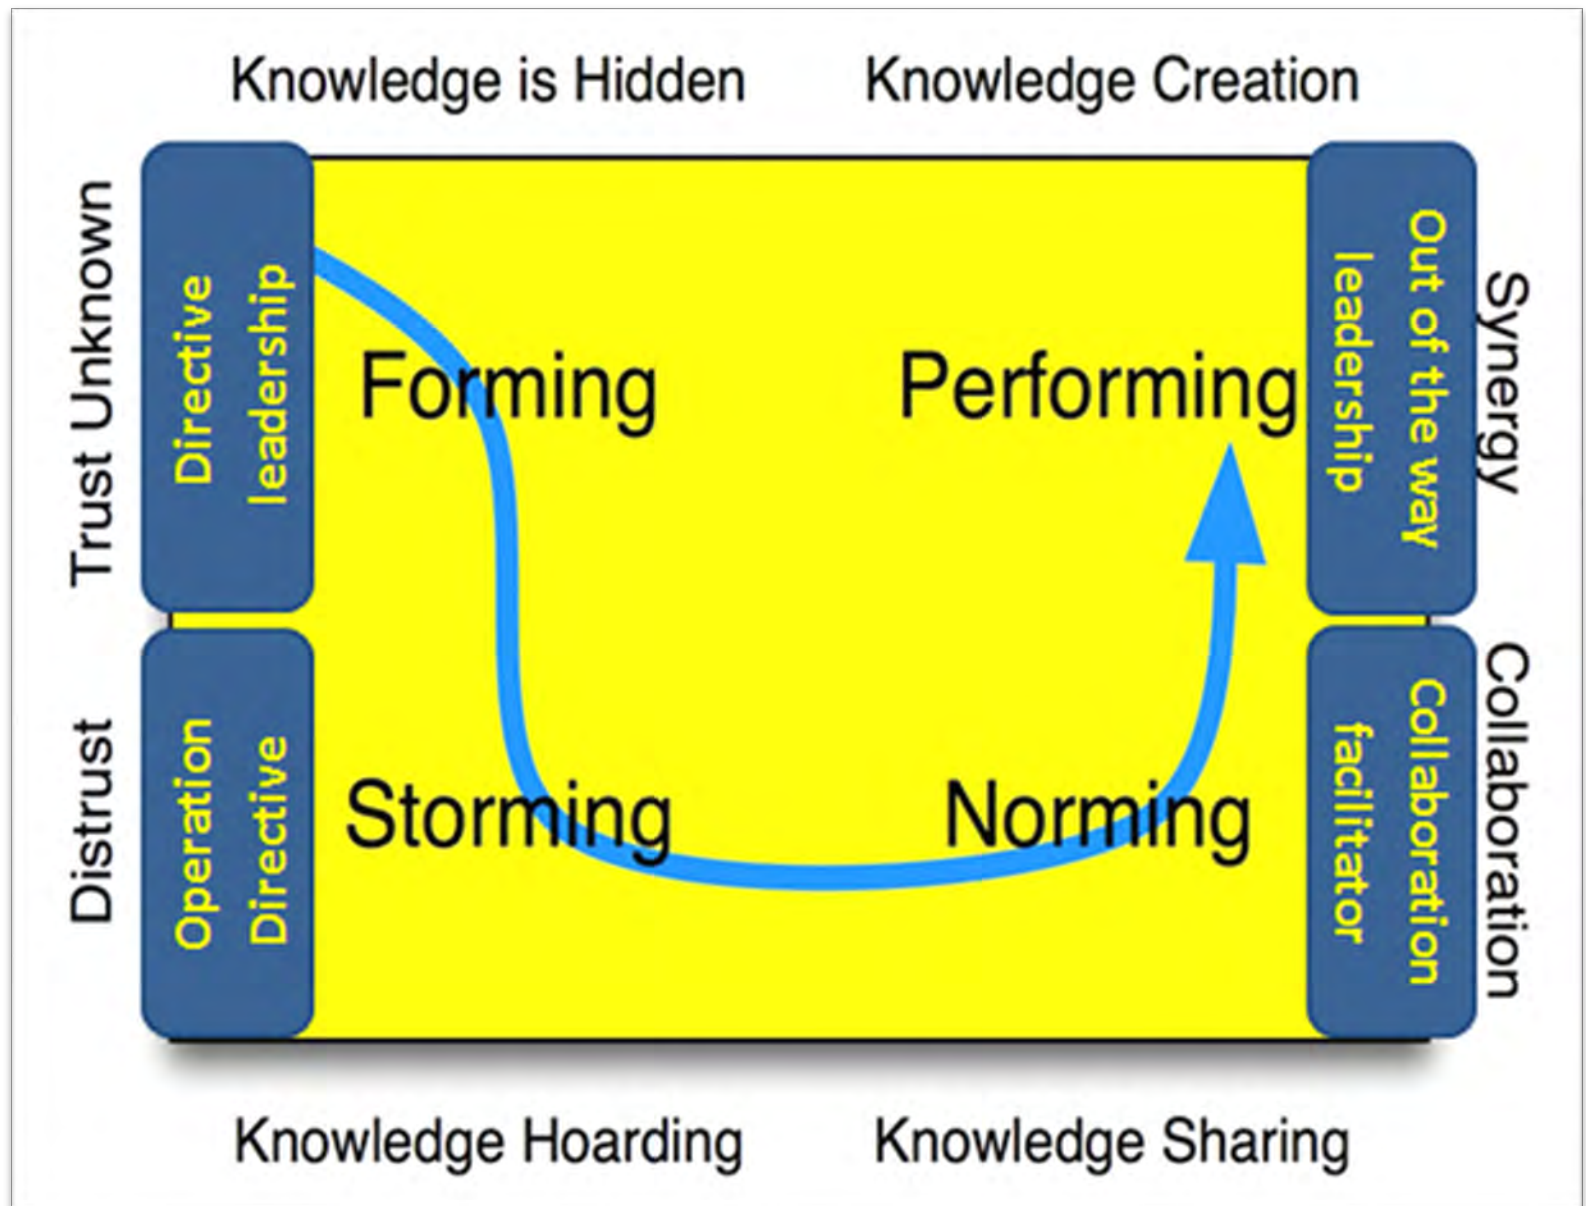 Knowledge is Hidden
Knowledge Creation
Trust Unknown
Directive
leadership
Forming
Performing
Out of the way
leadership
Synergy
Distrust
Operation
Directive
Storming
Norming
Collaboration
facilitator
Collaboration
Knowledge Hoarding
Knowledge Sharing